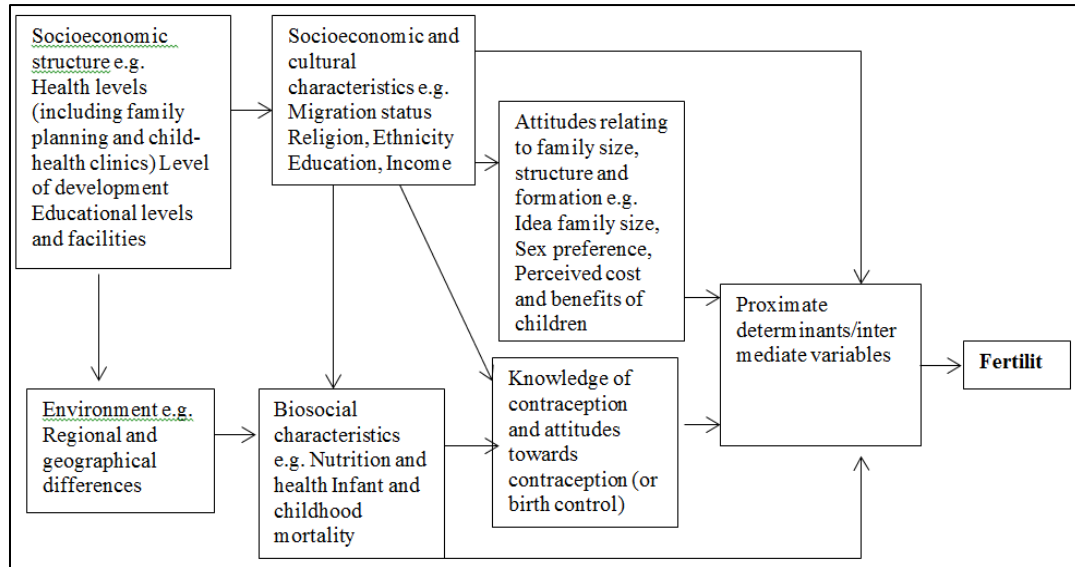 Socioeconomic
structure e.g.
Health levels
(including family
planning and child-
health clinics) Level
of development
Educational levels
and facilities
Socioeconomic and
cultural characteristics e.g.
Migration status
Religion, Ethnicity
Education, Income
Attitudes relating
to family size,
structure and
formation e.g.
Idea family size,
Sex preference,
Perceived cost
and benefits of
children
Proximate
determinants/inter
mediate variables
Fertilit
Environment e.g.
Regional and
geographical
differences
Biosocial
characteristics
e.g. Nutrition and
health Infant and
childhood
mortality
Knowledge of
contraception
and attitudes
towards
contraception (or
birth control)